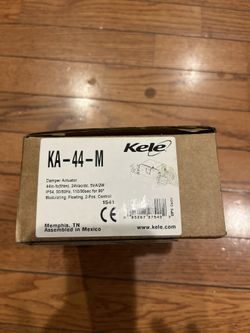 KA-44-M
Kele
Damper Actuator
44in-lb(5Nm), 24Vac/dc, 5VA/2W
IP54, 50/60Hz, 110/90sec for 90°
Modulating, Floating, 2-Pos. Control
1541
Memphis, TN
Assembled in Mexico
www.kele.com